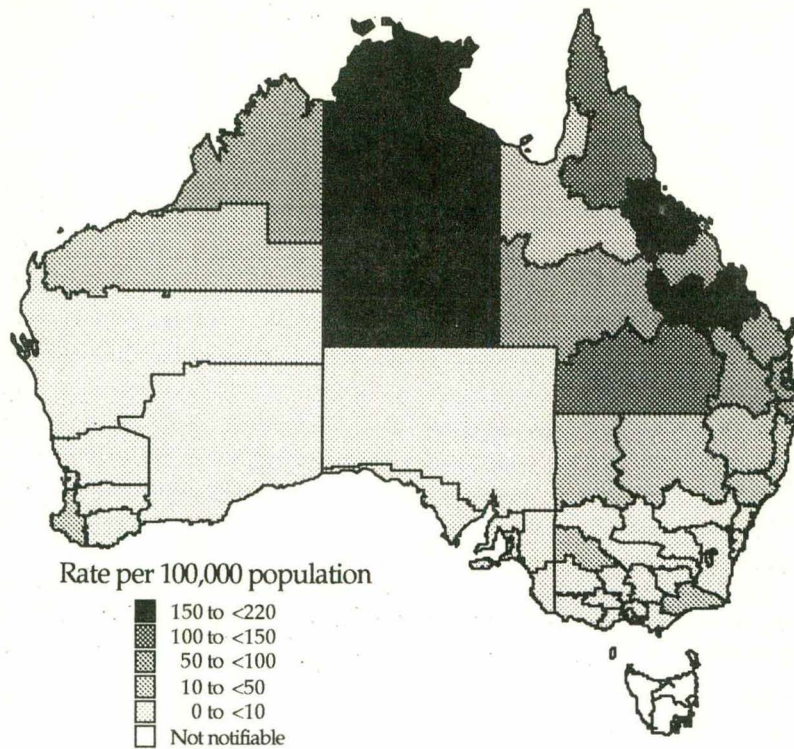 Rate per 100,000 population
150 to <220
100 to <150
50 to <100
10 to <50
0 to <10
Not notifiable